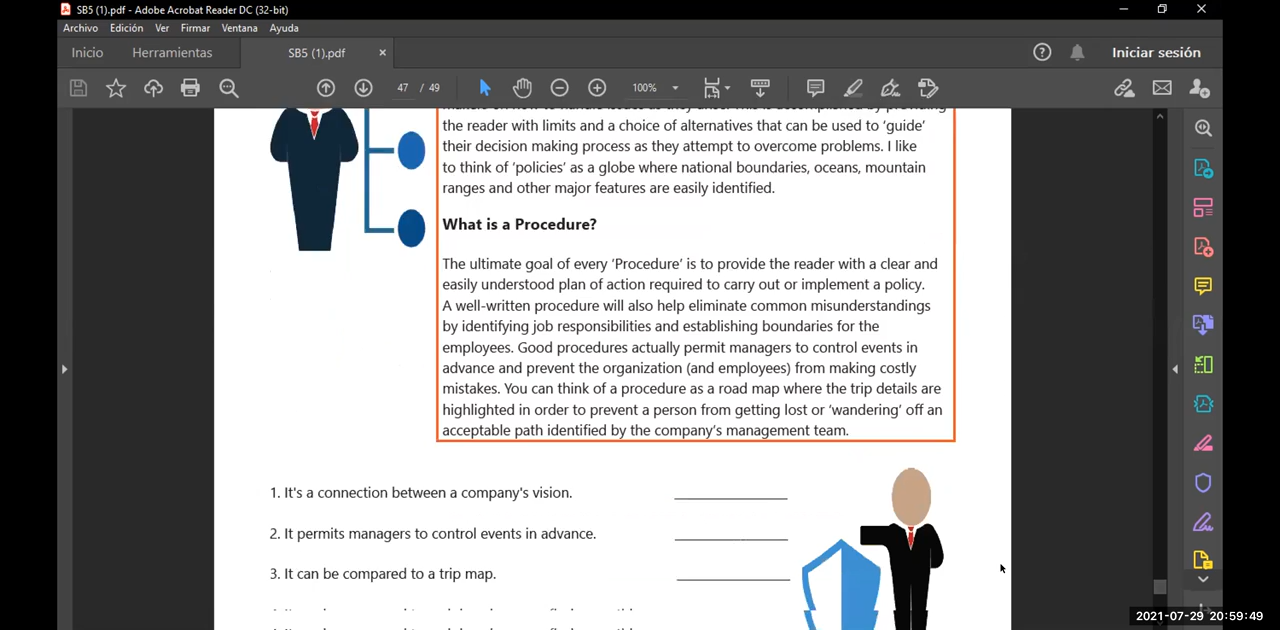 SB5 (1).pdf - Adobe Acrobat Reader DC (32-bit)
Archivo Edición Ver Firmar Ventana Ayuda
Inicio Herramientas SB5 (1).pdf × Iniciar sesión
47 / 49 100%
the reader with limits and a choice of alternatives that can be used to ‘guide’
their decision making process as they attempt to overcome problems. I like
to think of ‘policies’ as a globe where national boundaries, oceans, mountain
ranges and other major features are easily identified.
What is a Procedure?
The ultimate goal of every ‘Procedure’ is to provide the reader with a clear and
easily understood plan of action required to carry out or implement a policy.
A well-written procedure will also help eliminate common misunderstandings
by identifying job responsibilities and establishing boundaries for the
employees. Good procedures actually permit managers to control events in
advance and prevent the organization (and employees) from making costly
mistakes. You can think of a procedure as a road map where the trip details are
highlighted in order to prevent a person from getting lost or ‘wandering’ off an
acceptable path identified by the company’s management team.
1. It's a connection between a company's vision. ______________
2. It permits managers to control events in advance. ______________
3. It can be compared to a trip map. ______________
2021-07-29 20:59:49